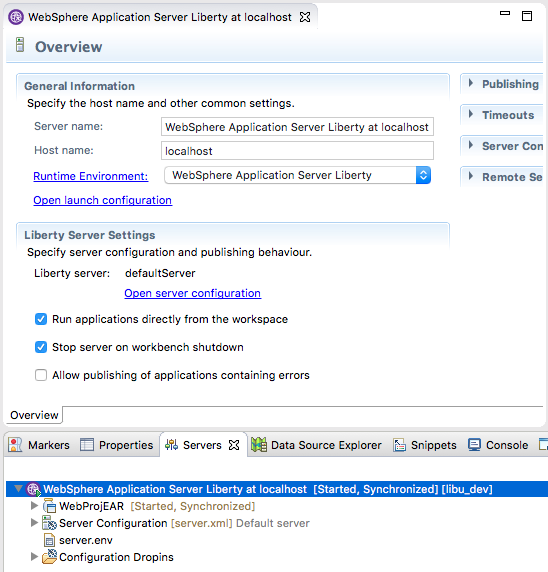 WebSphere Application Server Liberty at localhost
Overview
General Information
Specify the host name and other common settings.
Server name: WebSphere Application Server Liberty at localhost
Host name: localhost
Runtime Environment: WebSphere Application Server Liberty
Open launch configuration
Publishing
Timeouts
Server Con
Remote Se
Liberty Server Settings
Specify server configuration and publishing behaviour.
Liberty server: defaultServer
Open server configuration
Run applications directly from the workspace
Stop server on workbench shutdown
Allow publishing of applications containing errors
Overview
Markers Properties Servers Data Source Explorer Snippets Console
WebSphere Application Server Liberty at localhost [Started, Synchronized] [libu_dev]
WebProjEAR [Started, Synchronized]
Server Configuration [server.xml] Default server
server.env
Configuration Dropins